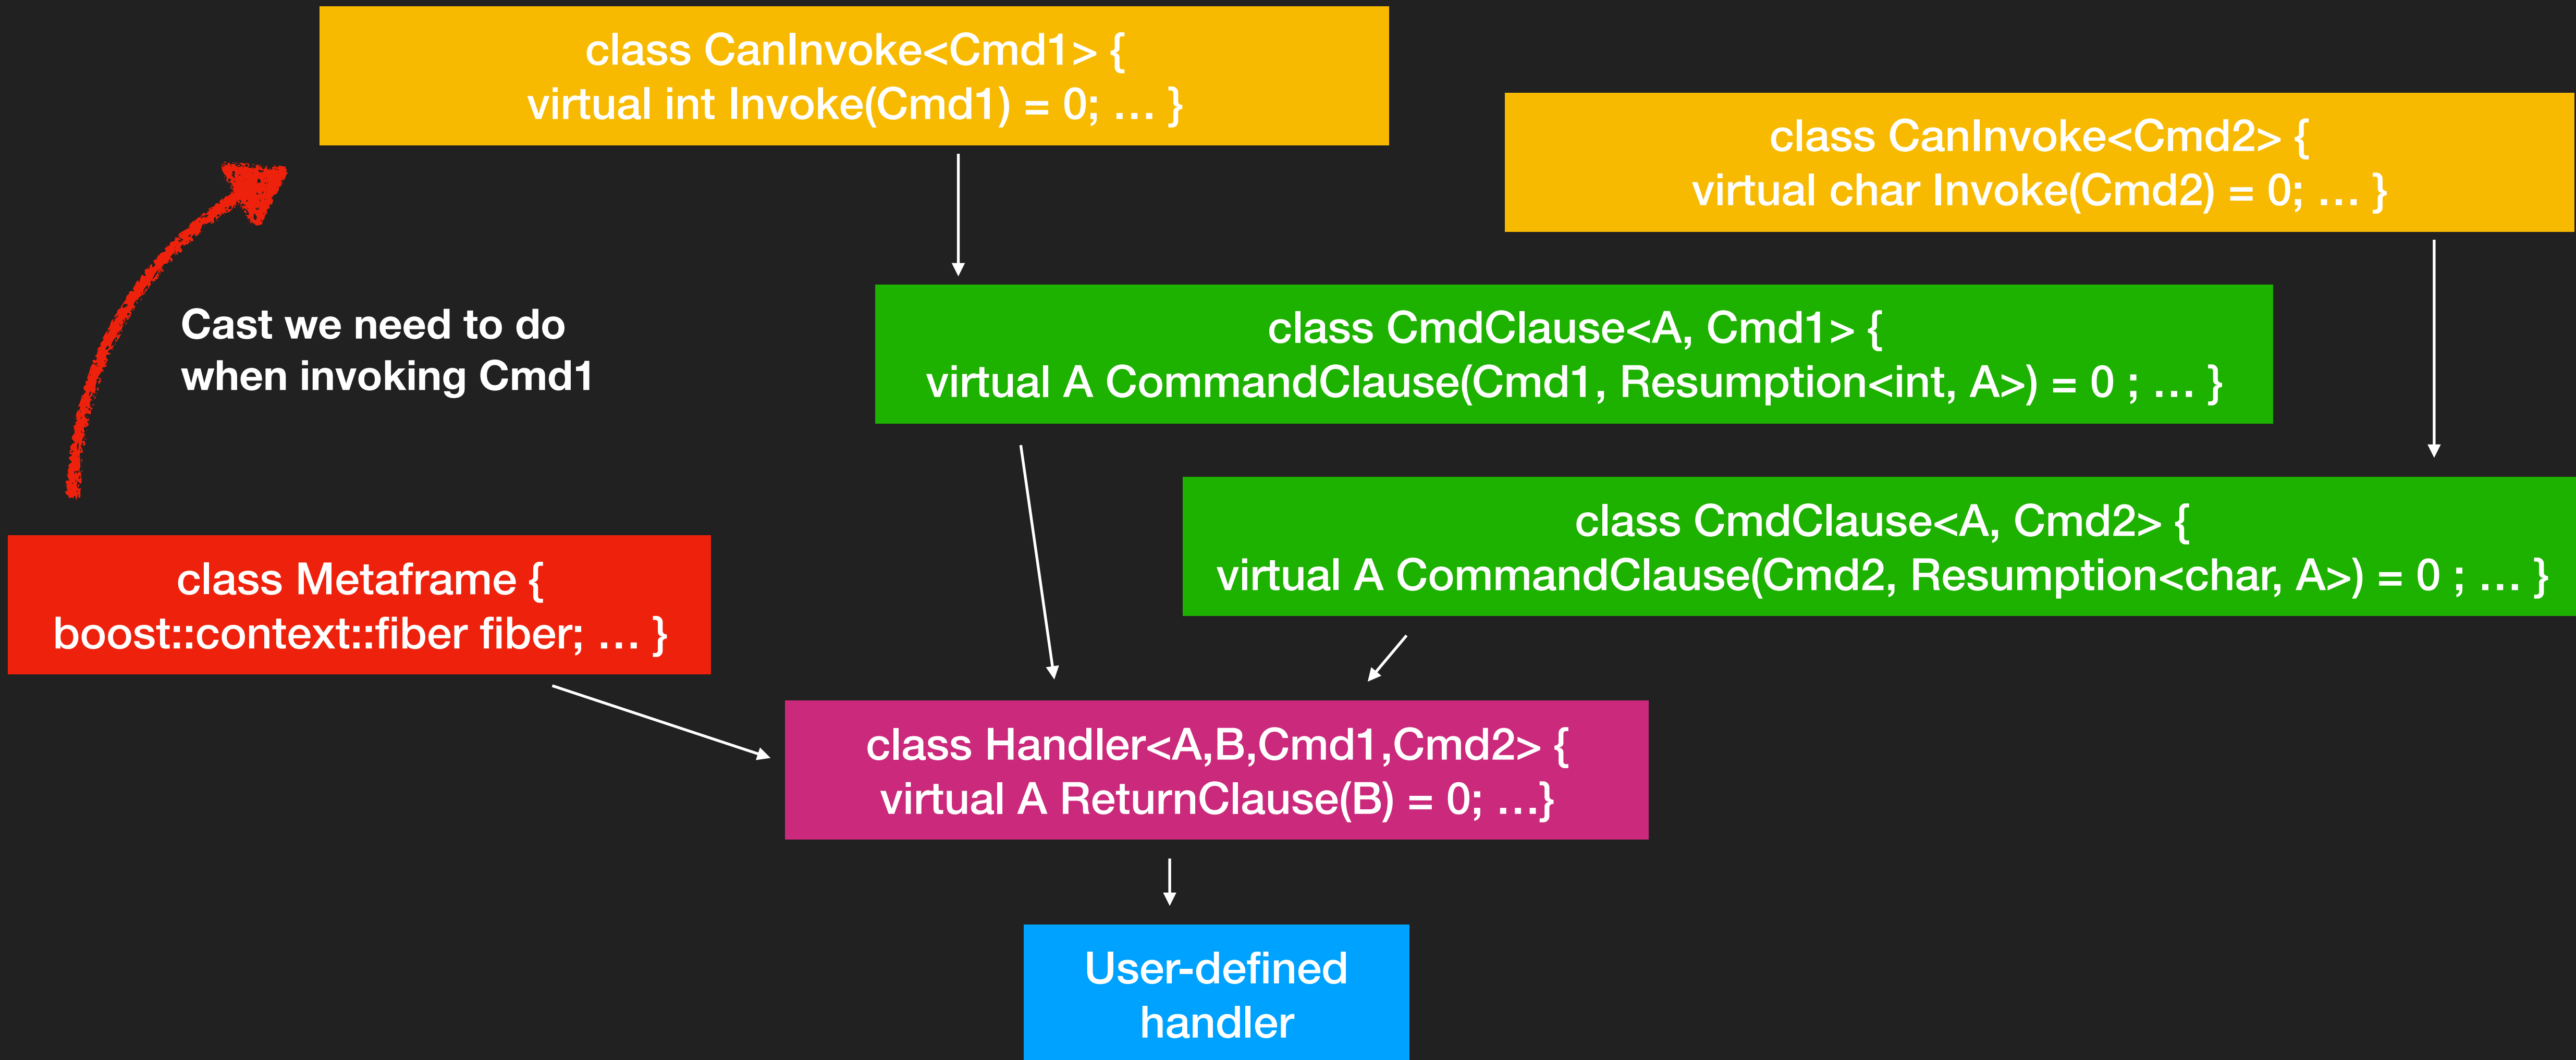 class CanInvoke<Cmd1> {
virtual int Invoke(Cmd1) = 0; … }
class CanInvoke<Cmd2> {
virtual char Invoke(Cmd2) = 0; … }
Cast we need to do
when invoking Cmd1
class CmdClause<A, Cmd1> {
virtual A CommandClause(Cmd1, Resumption<int, A>) = 0 ; … }
class CmdClause<A, Cmd2> {
virtual A CommandClause(Cmd2, Resumption<char, A>) = 0 ; … }
class Metaframe {
boost::context::fiber fiber; … }
class Handler<A,B,Cmd1,Cmd2> {
virtual A ReturnClause(B) = 0; …}
User-defined
handler